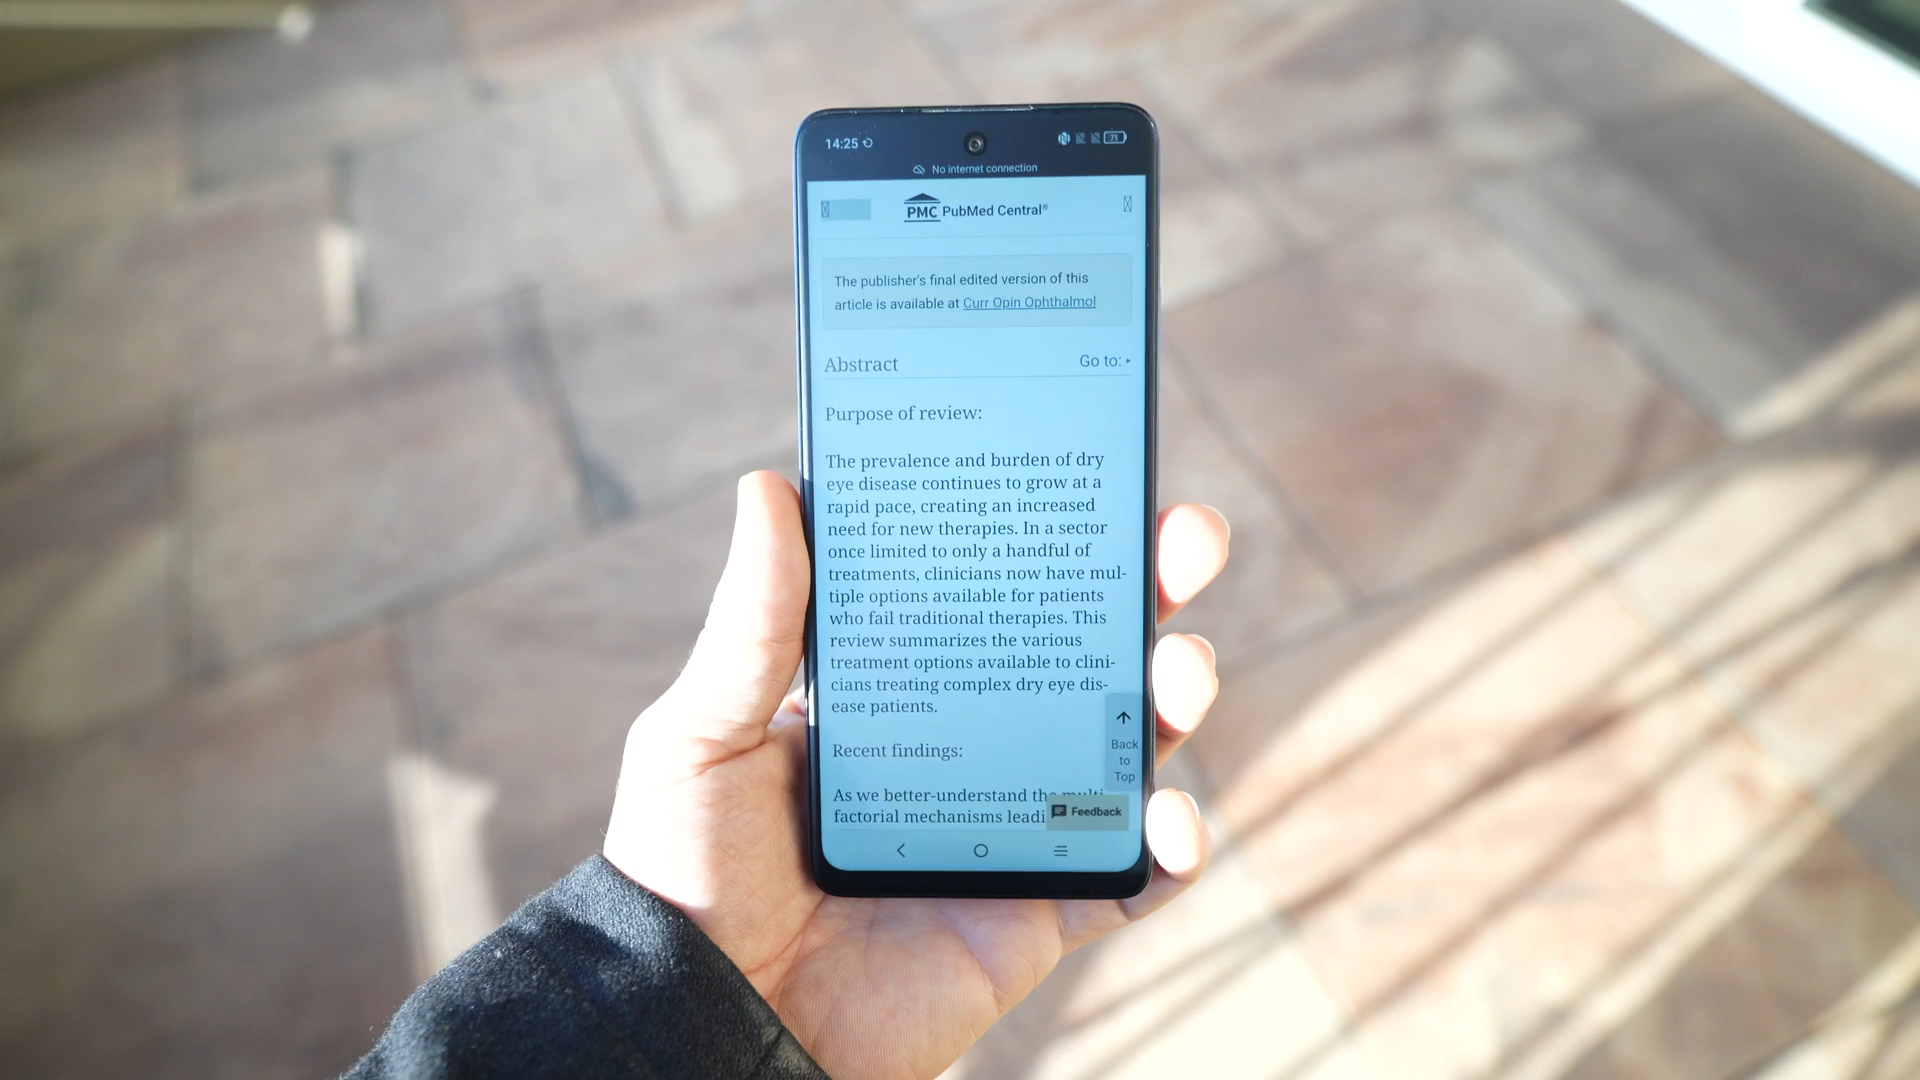 14:25
71
No internet connection
PMC PubMed Central®
The publisher's final edited version of this
article is available at Curr Opin Ophthalmol
Abstract
Go to:
Purpose of review:
The prevalence and burden of dry
eye disease continues to grow at a
rapid pace, creating an increased
need for new therapies. In a sector
once limited to only a handful of
treatments, clinicians now have mul-
tiple options available for patients
who fail traditional therapies. This
review summarizes the various
treatment options available to clini-
cians treating complex dry eye dis-
ease patients.
Back
to
Top
Recent findings:
As we better-understand the multi
factorial mechanisms leadi
Feedback